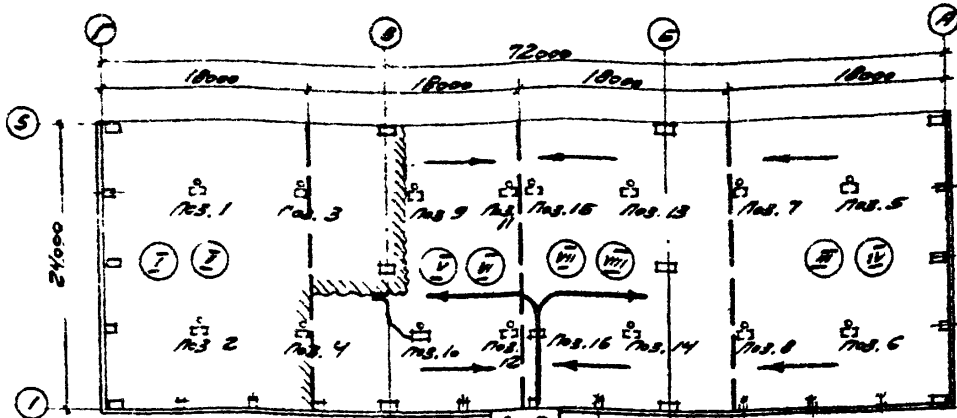 Г В Б А
72000
18000 18000 18000 18000
5
24000
Поз. 1 Поз. 3 Поз. 9 Поз. 11 Поз. 15 Поз. 13 Поз. 7 Поз. 5
I II V VI VII VIII III IV
Поз. 2 Поз. 4 Поз. 10 Поз. 12 Поз. 16 Поз. 14 Поз. 8 Поз. 6
1